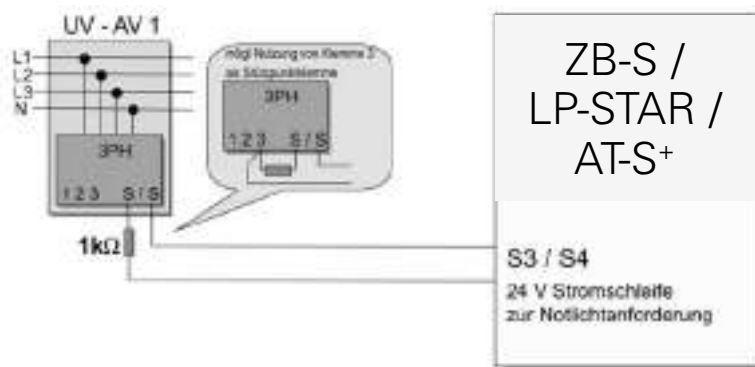 UV - AV 1
L1
L2
L3
N
3PH
1 2 3 S / S
1kΩ
mögl Nutzung von Klemme 3
als Stützpunktklemme
3PH
1 2 3 S / S
ZB-S /
LP-STAR /
AT-S⁺
S3 / S4
24 V Stromschleife
zur Notlichtanforderung